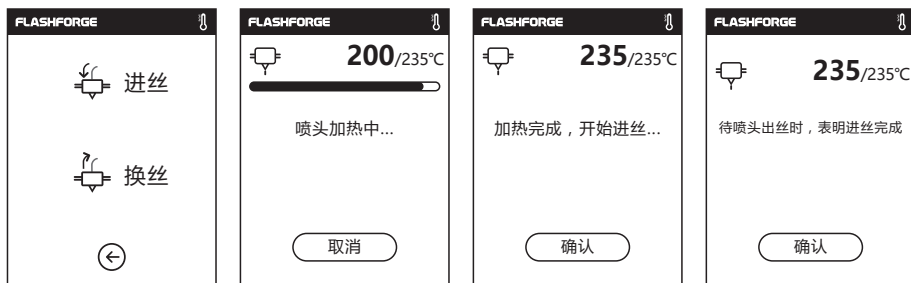 FLASHFORGE
进丝
换丝
FLASHFORGE
200/235℃
喷头加热中...
取消
FLASHFORGE
235/235℃
加热完成，开始进丝...
确认
FLASHFORGE
235/235℃
待喷头出丝时，表明进丝完成
确认